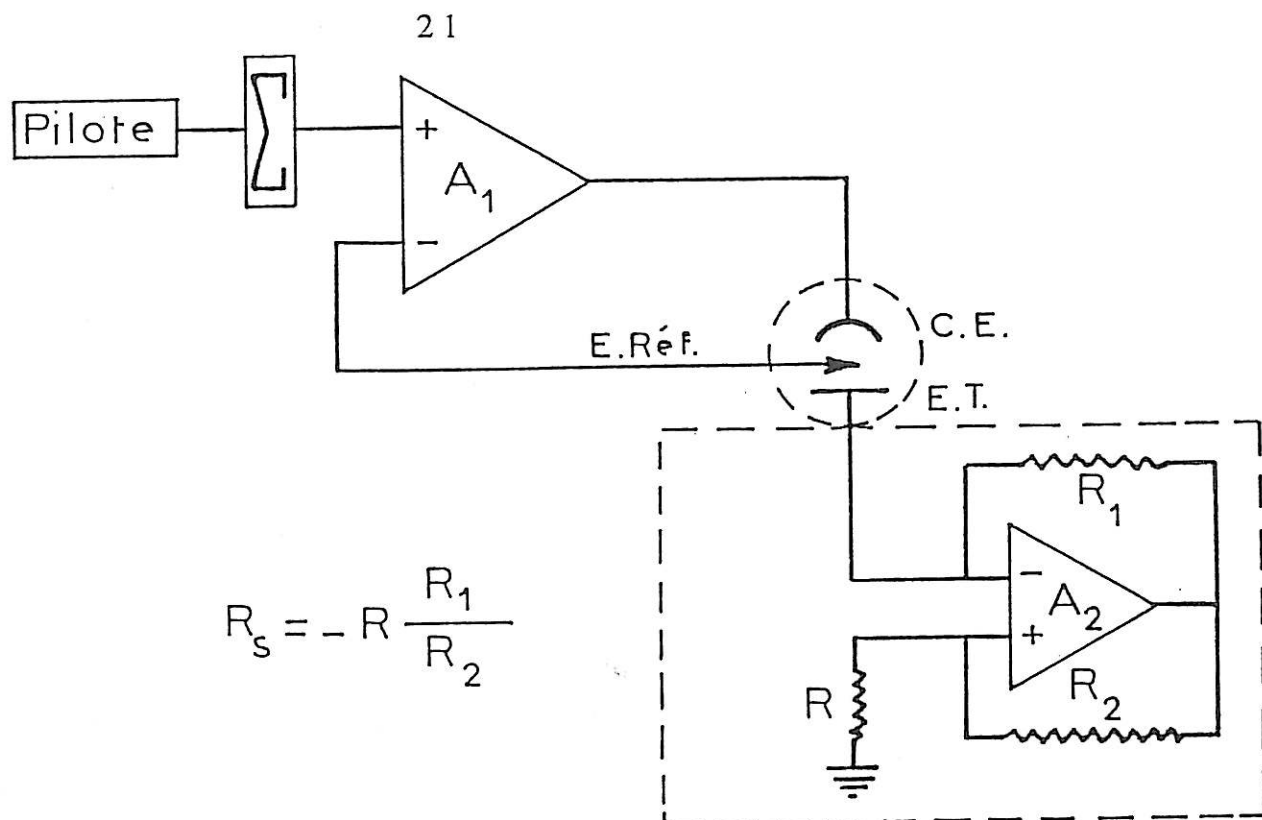 21
Pilote
Σ
+
A₁
−
C.E.
E.Réf.
E.T.
R₁
−
A₂
+
R₂
R
Rₛ = − R R₁ / R₂